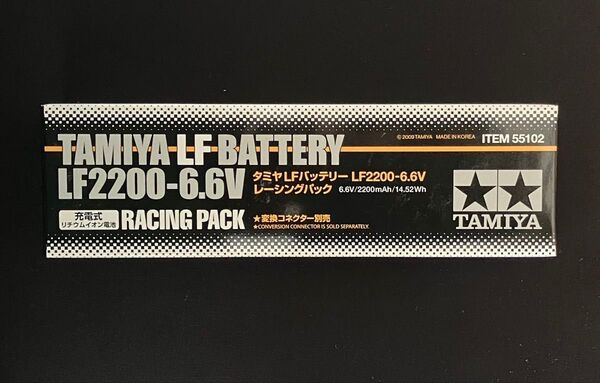 ©2009 TAMIYA MADE IN KOREA
ITEM 55102
TAMIYA LF BATTERY
LF2200-6.6V
タミヤ LFバッテリー LF2200-6.6V
レーシングパック 6.6V/2200mAh/14.52Wh
充電式
リチウムイオン電池
RACING PACK
★変換コネクター別売
★CONVERSION CONNECTOR IS SOLD SEPARATELY.
TAMIYA